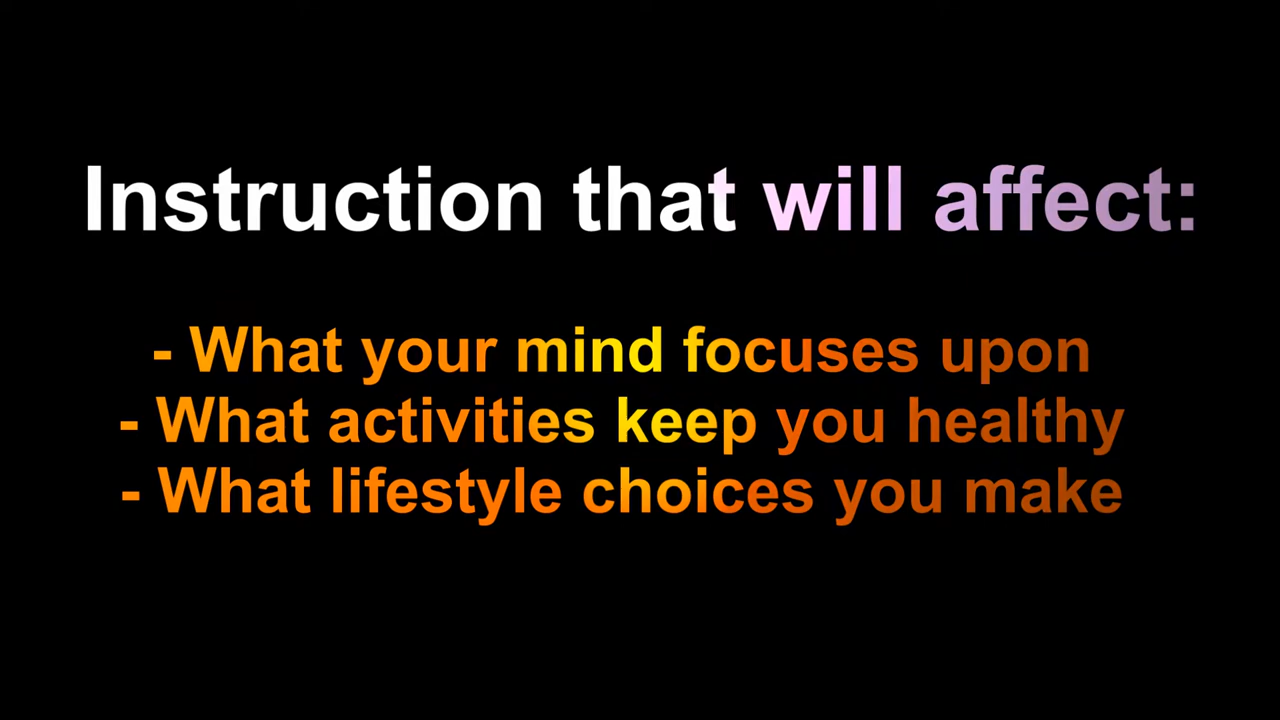 Instruction that will affect:
- What your mind focuses upon
- What activities keep you healthy
- What lifestyle choices you make